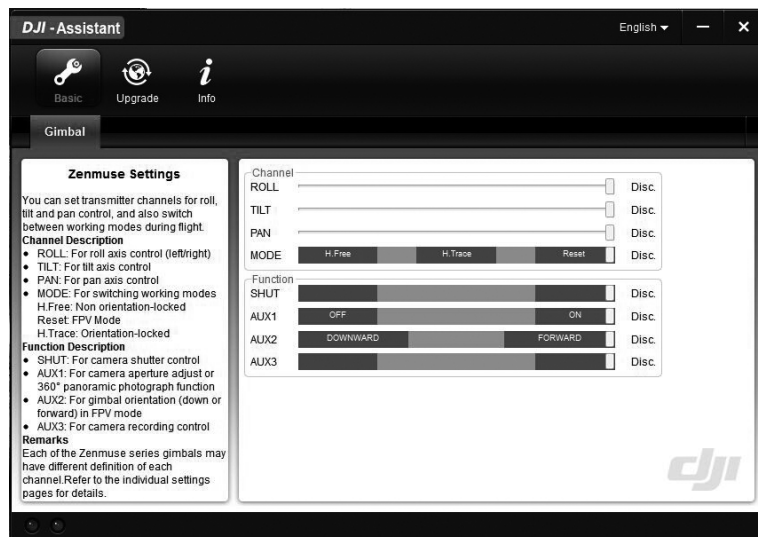 DJI - Assistant
English
Basic
Upgrade
Info
Gimbal
Zenmuse Settings
You can set transmitter channels for roll,
tilt and pan control, and also switch
between working modes during flight.
Channel Description
• ROLL: For roll axis control (left/right)
• TILT: For tilt axis control
• PAN: For pan axis control
• MODE: For switching working modes
H.Free: Non orientation-locked
Reset: FPV Mode
H.Trace: Orientation-locked
Function Description
• SHUT: For camera shutter control
• AUX1: For camera aperture adjust or
360° panoramic photograph function
• AUX2: For gimbal orientation (down or
forward) in FPV mode
• AUX3: For camera recording control
Remarks
Each of the Zenmuse series gimbals may
have different definition of each
channel.Refer to the individual settings
pages for details.
Channel
ROLL Disc.
TILT Disc.
PAN Disc.
MODE H.Free H.Trace Reset Disc.
Function
SHUT Disc.
AUX1 OFF ON Disc.
AUX2 DOWNWARD FORWARD Disc.
AUX3 Disc.
dji